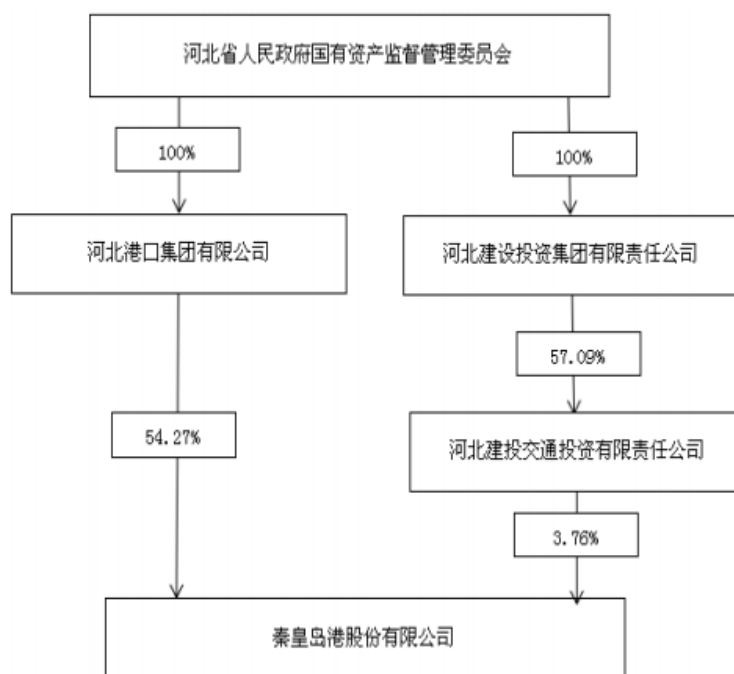 河北省人民政府国有资产监督管理委员会
100%
100%
河北港口集团有限公司
河北建设投资集团有限责任公司
57.09%
54.27%
河北建投交通投资有限责任公司
3.76%
秦皇岛港股份有限公司